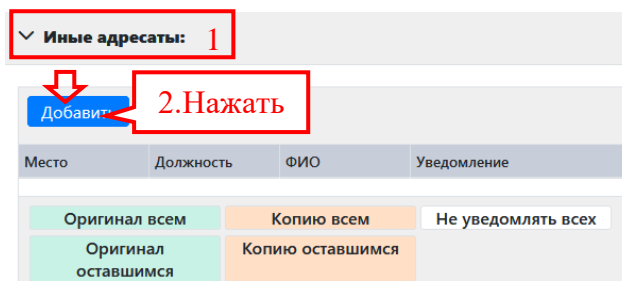 Иные адресаты: 1
Добавить 2.Нажать
Место Должность ФИО Уведомление
Оригинал всем Копию всем Не уведомлять всех
Оригинал Копию оставшимся
оставшимся